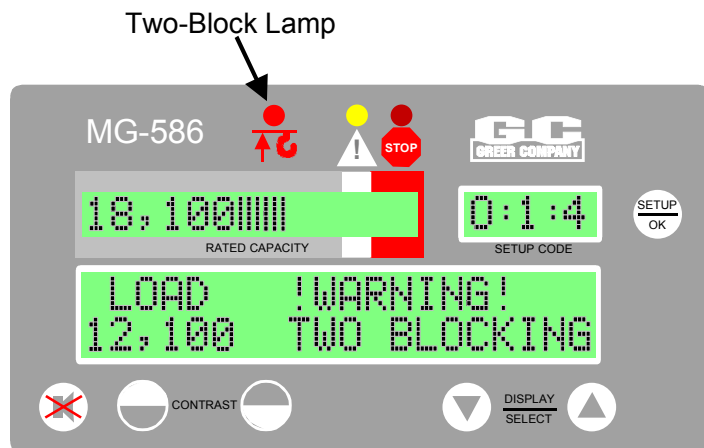 Two-Block Lamp
MG-586
!
STOP
GC
GREER COMPANY
18,100
RATED CAPACITY
0:1:4
SETUP CODE
SETUP
OK
LOAD !WARNING!
12,100 TWO BLOCKING
CONTRAST
DISPLAY
SELECT